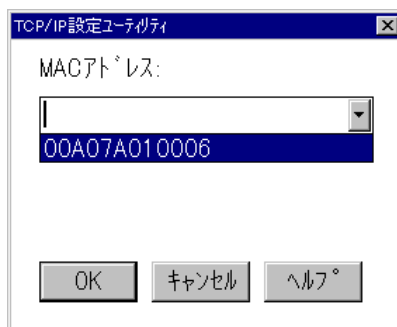 TCP/IP設定ユーティリティ
MACアドレス:
00A07A010006
OK
キャンセル
ヘルプ